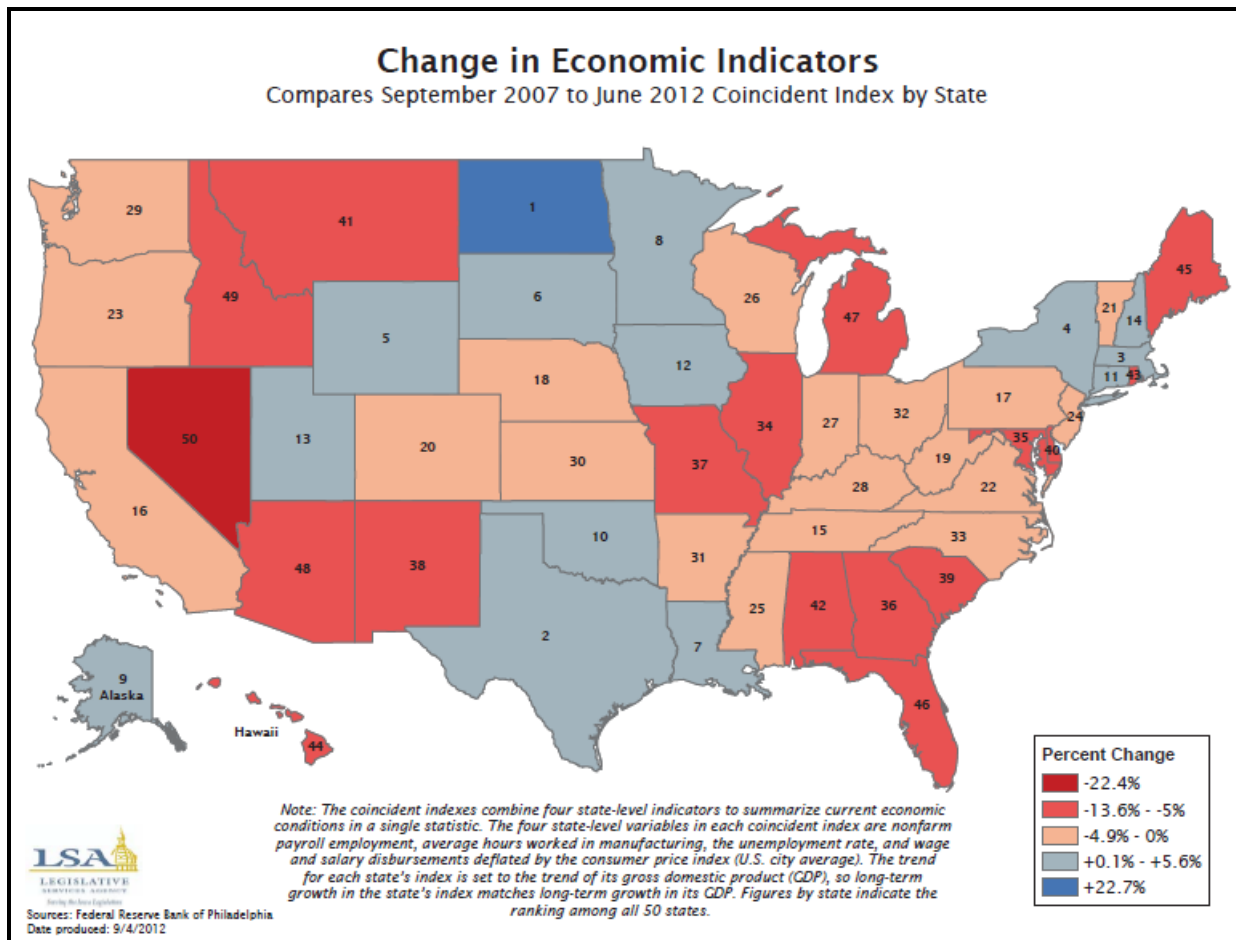 Change in Economic Indicators
Compares September 2007 to June 2012 Coincident Index by State
29
41
1
8
45
49
26
23
6
47
4
21
14
5
3
12
11
43
18
17
24
50
13
20
34
27
32
35
40
30
37
19
16
28
22
15
33
10
31
48
38
39
25
42
36
2
7
9
Alaska
46
Hawaii
44
Percent Change
-22.4%
-13.6% - -5%
-4.9% - 0%
+0.1% - +5.6%
+22.7%
Note: The coincident indexes combine four state-level indicators to summarize current economic
conditions in a single statistic. The four state-level variables in each coincident index are nonfarm
payroll employment, average hours worked in manufacturing, the unemployment rate, and wage
and salary disbursements deflated by the consumer price index (U.S. city average). The trend
for each state's index is set to the trend of its gross domestic product (GDP), so long-term
growth in the state's index matches long-term growth in its GDP. Figures by state indicate the
ranking among all 50 states.
LSA
LEGISLATIVE
SERVICES AGENCY
Serving the Iowa Legislature
Sources: Federal Reserve Bank of Philadelphia
Date produced: 9/4/2012